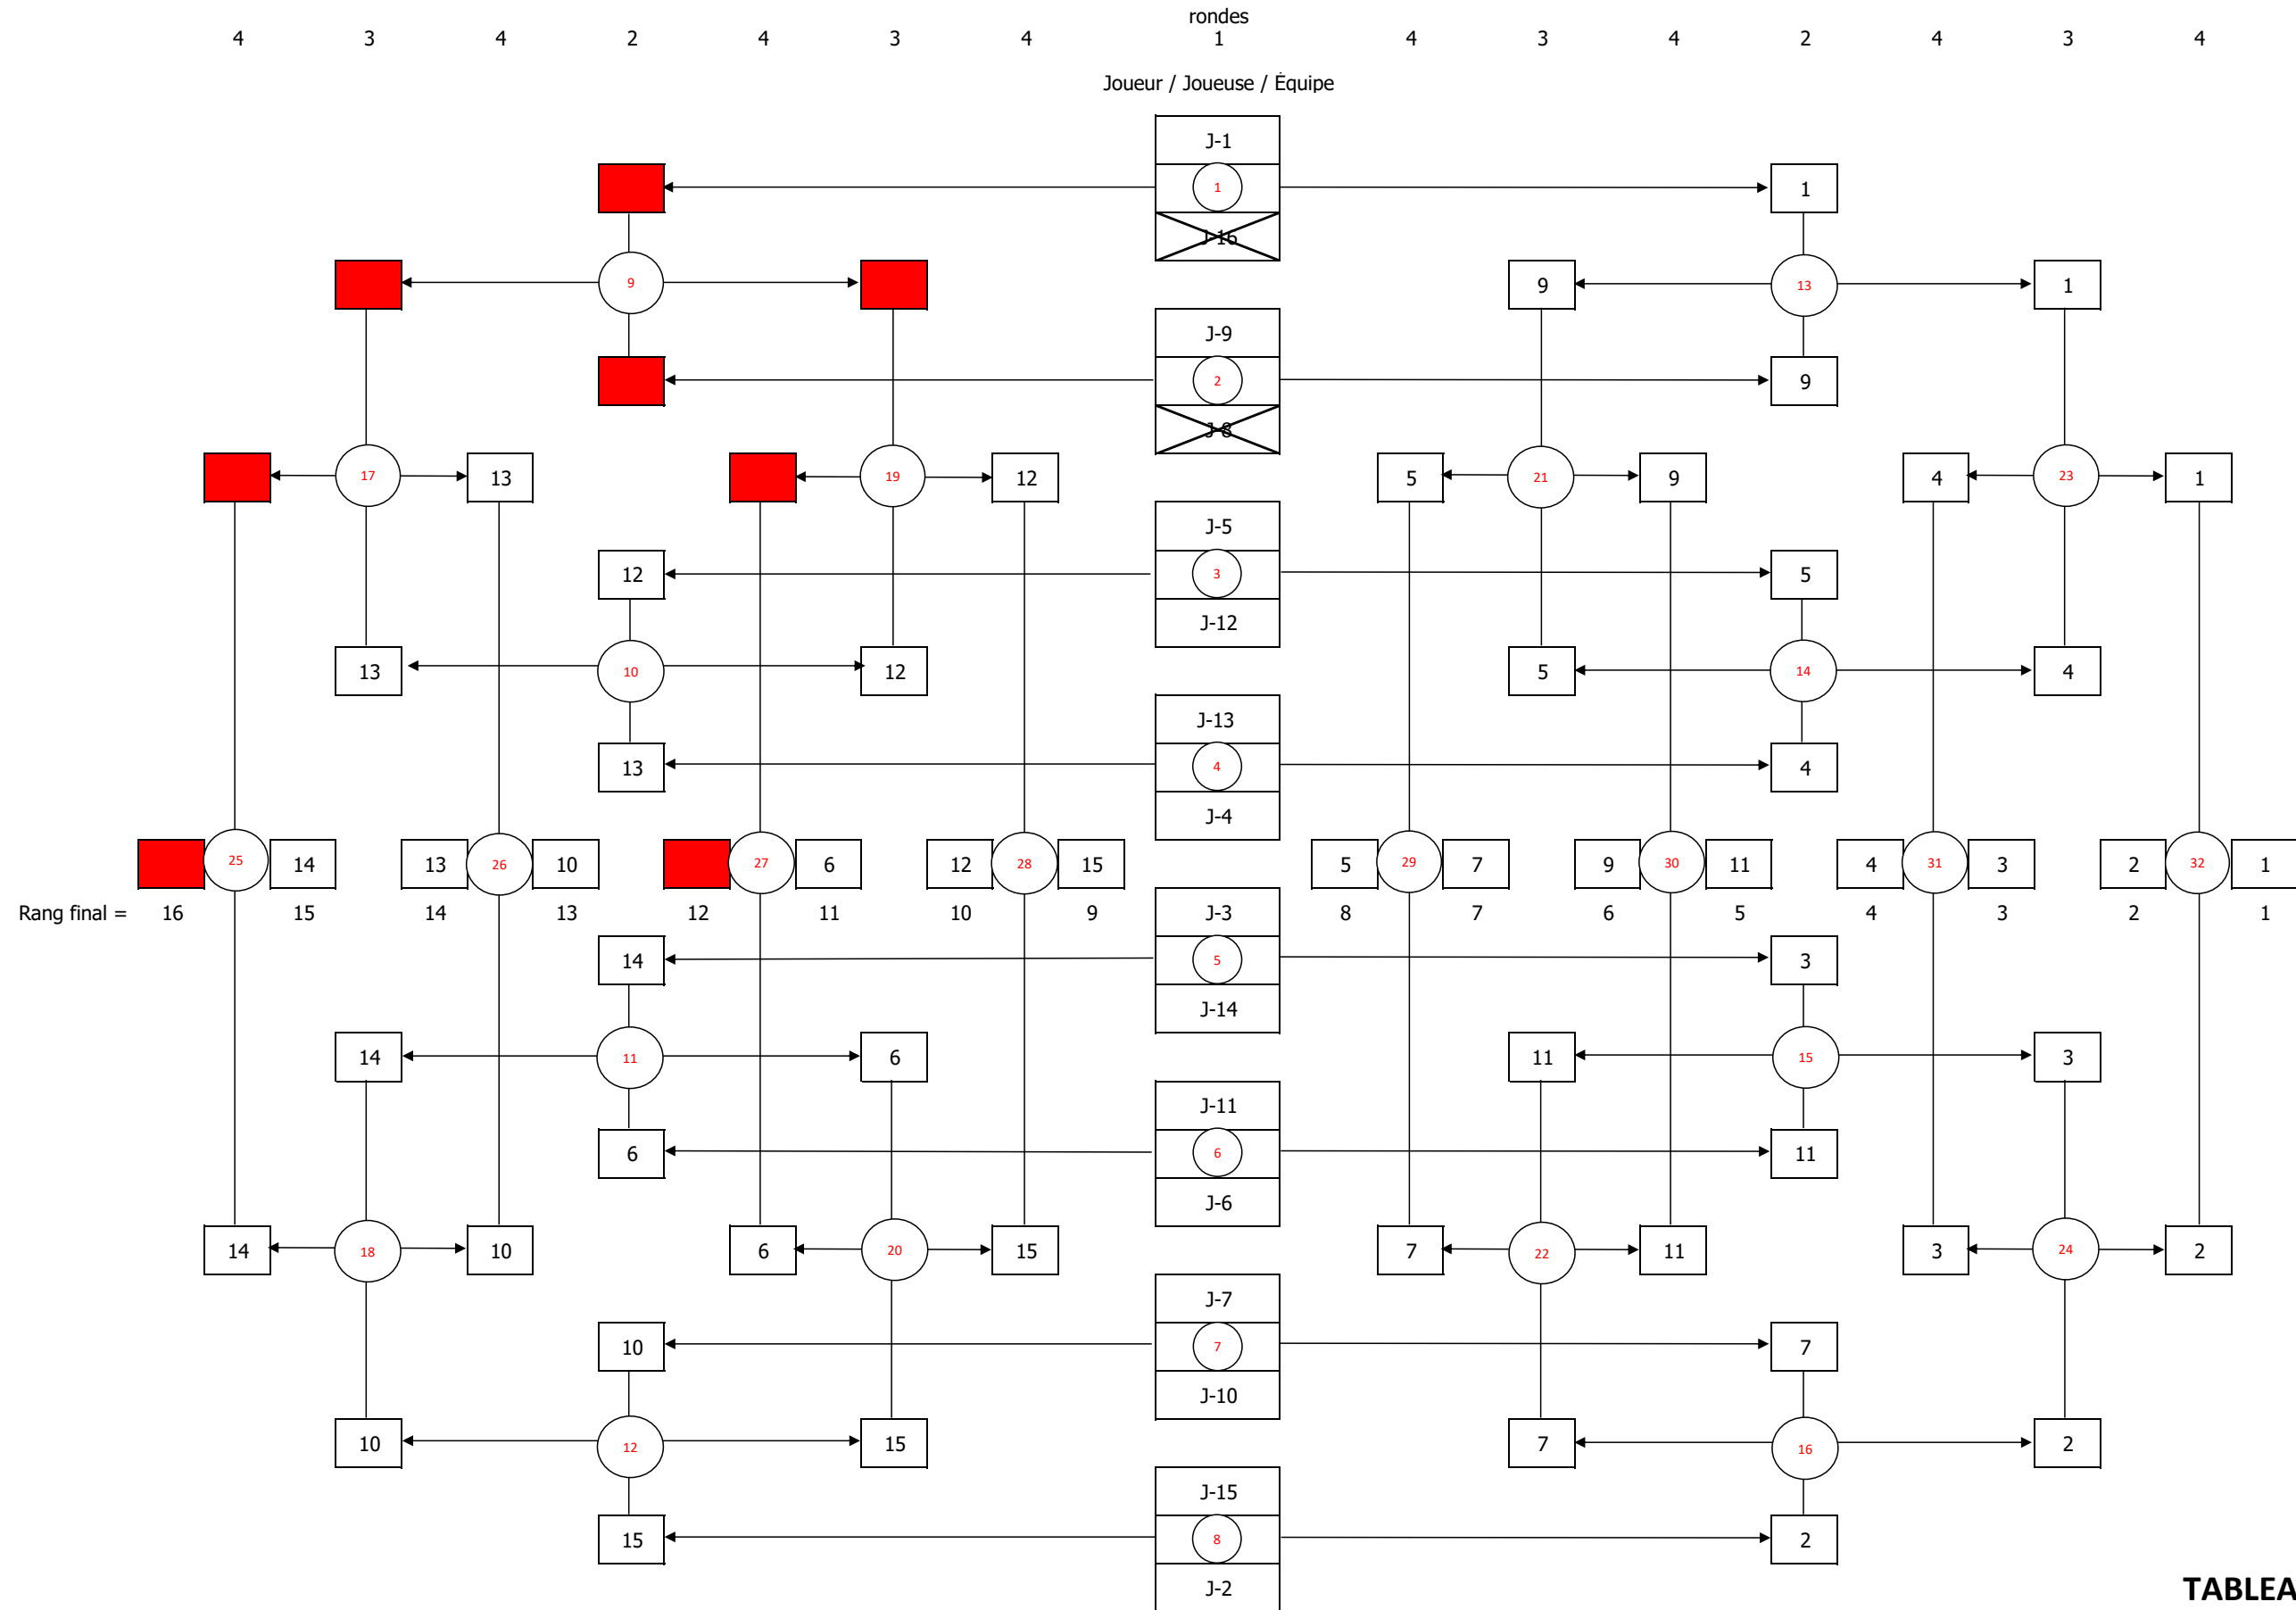 rondes
4 3 4 2 4 3 4 1 4 3 4 2 4 3 4
Joueur / Joueuse / Équipe
J-1
1 1
J-16
9 9 13 1
J-9
2 9
J-8
17 13 19 12 5 21 9 4 23 1
J-5
12 3 5
J-12
13 10 12 5 14 4
J-13
13 4 4
J-4
25 14 13 26 10 27 6 12 28 15 5 29 7 9 30 11 4 31 3 2 32 1
Rang final = 16 15 14 13 12 11 10 9 J-3 8 7 6 5 4 3 2 1
14 5 3
J-14
14 11 6 11 15 3
J-11
6 6 11
J-6
14 18 10 6 20 15 7 22 11 3 24 2
J-7
10 7 7
J-10
10 12 15 7 16 2
J-15
15 8 2
J-2
TABLEA